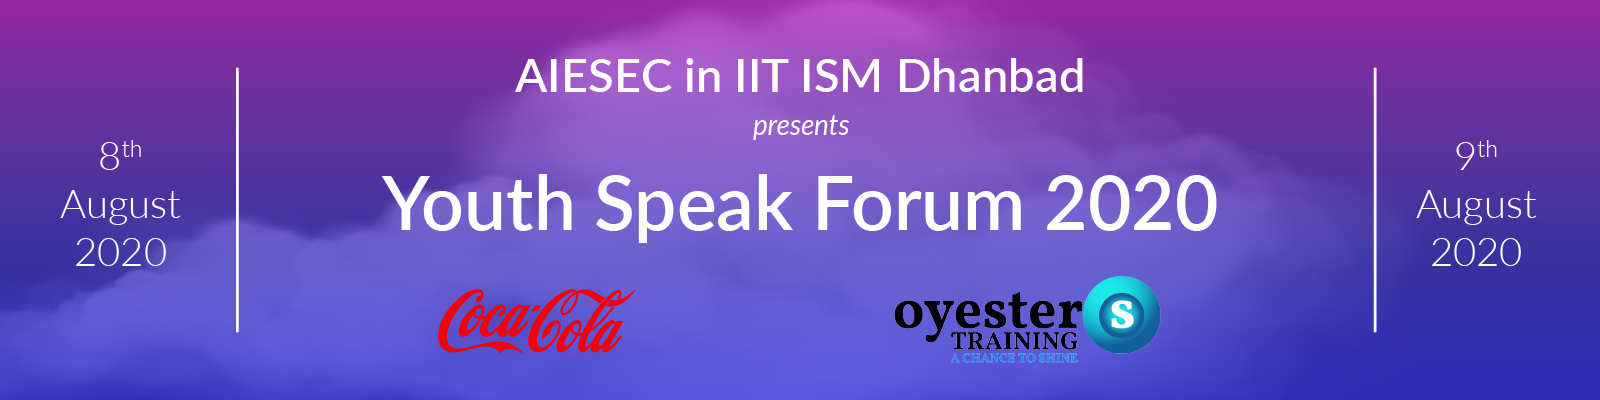 AIESEC in IIT ISM Dhanbad
presents
Youth Speak Forum 2020
8th
August
2020
9th
August
2020
Coca-Cola
oyesters
TRAINING
A CHANCE TO SHINE